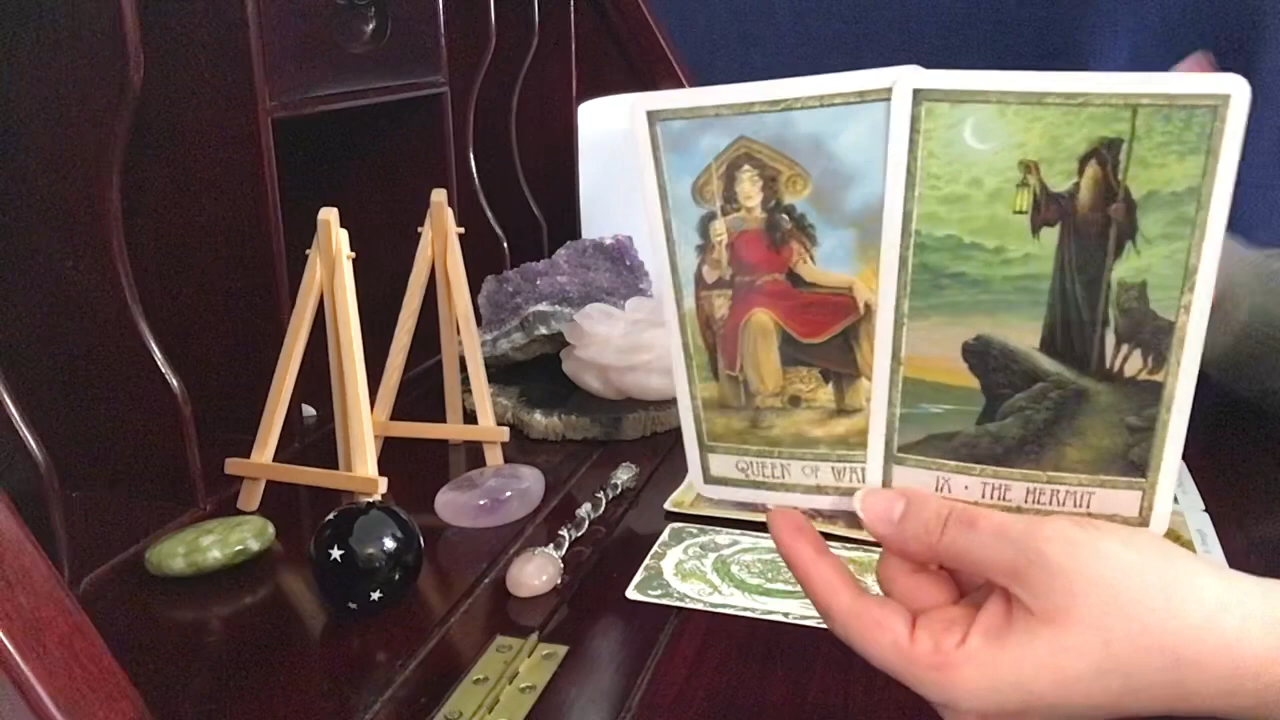 QUEEN OF WA
IX • THE HERMIT